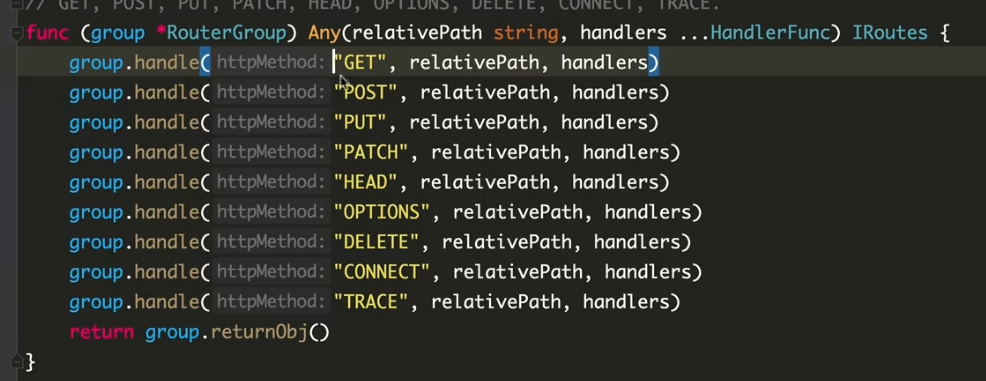 // GET, POST, PUT, PATCH, HEAD, OPTIONS, DELETE, CONNECT, TRACE.
func (group *RouterGroup) Any(relativePath string, handlers ...HandlerFunc) IRoutes {
group.handle( httpMethod: "GET", relativePath, handlers)
group.handle( httpMethod: "POST", relativePath, handlers)
group.handle( httpMethod: "PUT", relativePath, handlers)
group.handle( httpMethod: "PATCH", relativePath, handlers)
group.handle( httpMethod: "HEAD", relativePath, handlers)
group.handle( httpMethod: "OPTIONS", relativePath, handlers)
group.handle( httpMethod: "DELETE", relativePath, handlers)
group.handle( httpMethod: "CONNECT", relativePath, handlers)
group.handle( httpMethod: "TRACE", relativePath, handlers)
return group.returnObj()
}